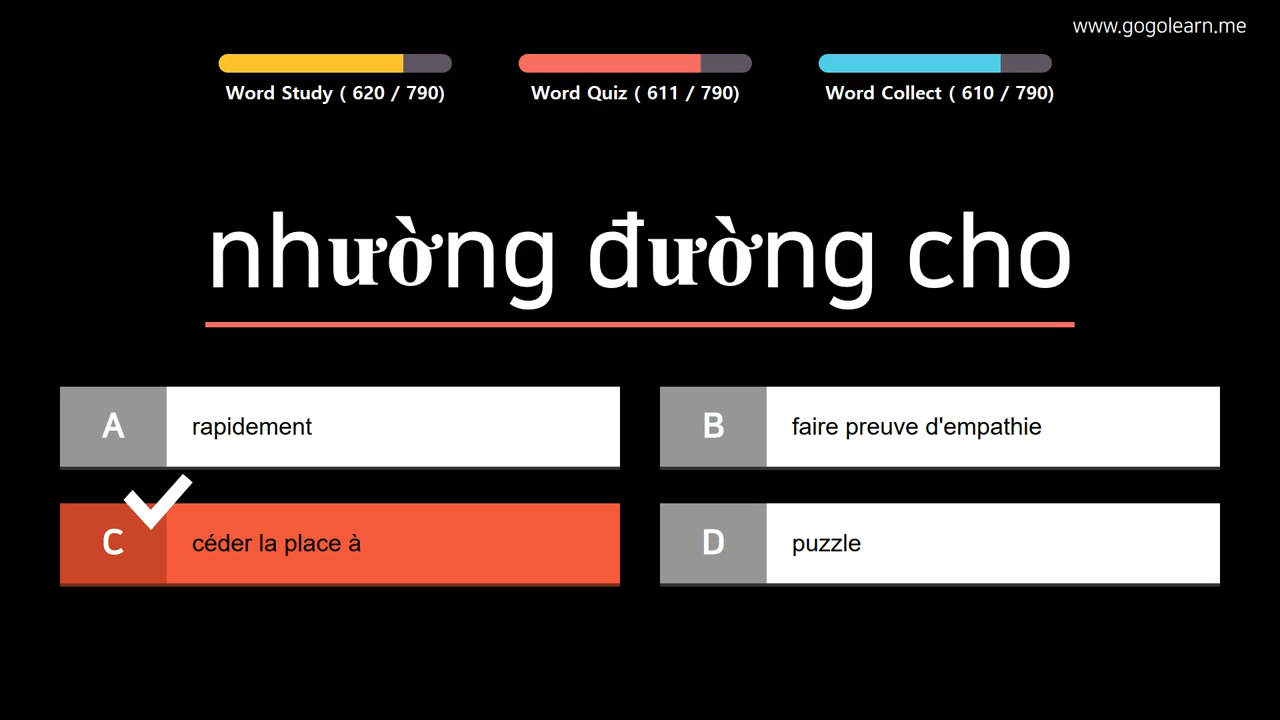 www.gogolearn.me
Word Study ( 620 / 790)
Word Quiz ( 611 / 790)
Word Collect ( 610 / 790)
nhường đường cho
A rapidement
B faire preuve d'empathie
C céder la place à
D puzzle